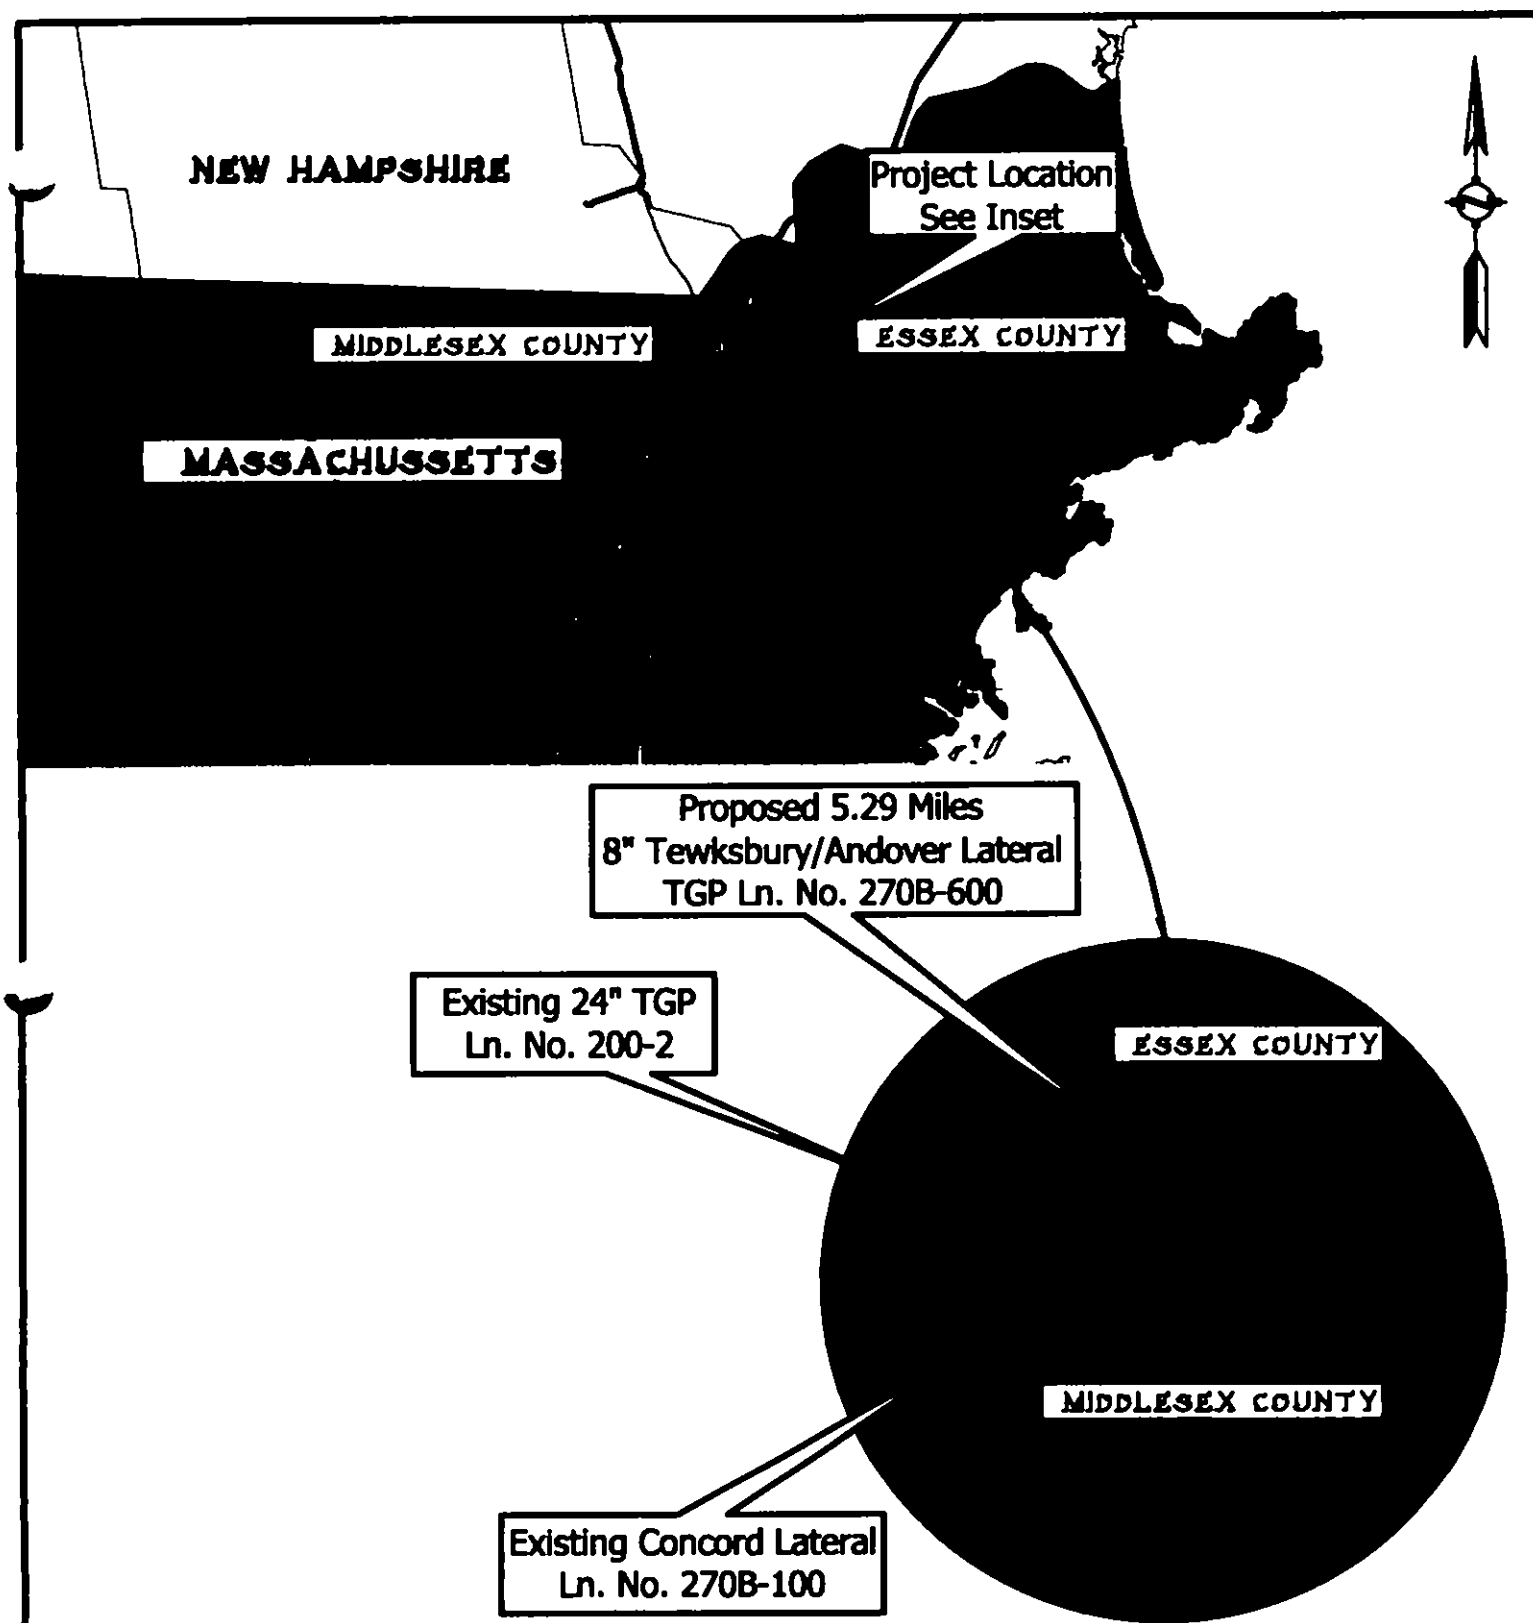 NEW HAMPSHIRE
Project Location
See Inset
MIDDLESEX COUNTY
ESSEX COUNTY
MASSACHUSSETTS
Proposed 5.29 Miles
8" Tewksbury/Andover Lateral
TGP Ln. No. 270B-600
Existing 24" TGP
Ln. No. 200-2
ESSEX COUNTY
MIDDLESEX COUNTY
Existing Concord Lateral
Ln. No. 270B-100